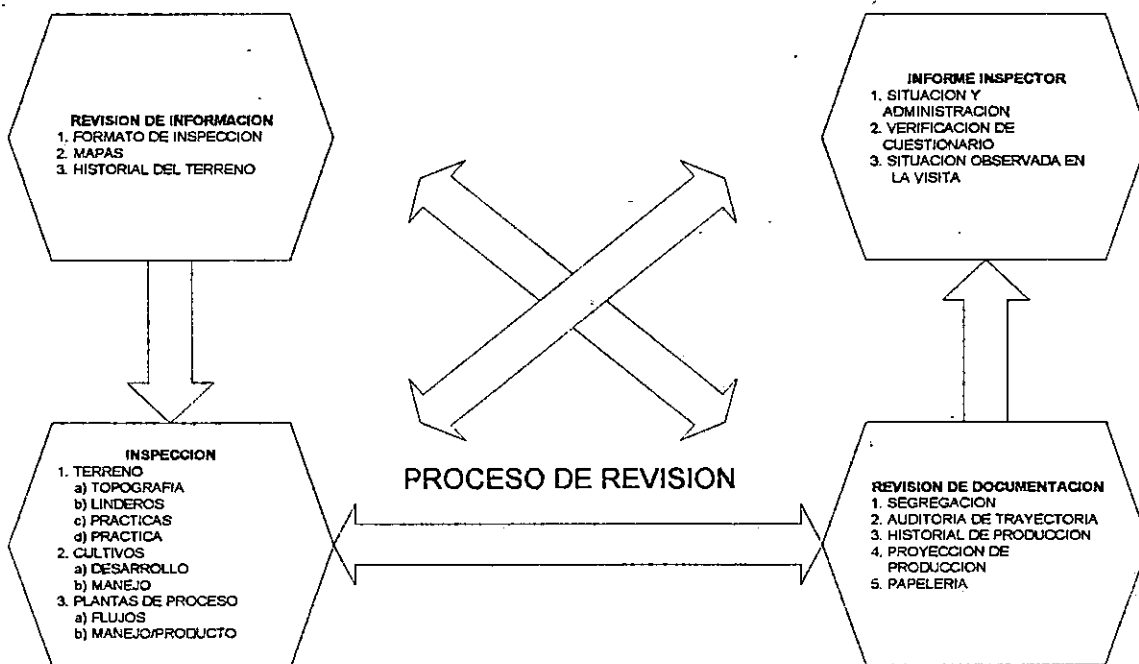 REVISION DE INFORMACION
1. FORMATO DE INSPECCION
2. MAPAS
3. HISTORIAL DEL TERRENO
INFORME INSPECTOR
1. SITUACION Y
ADMINISTRACIÓN
2. VERIFICACION DE
CUESTIONARIO
3. SITUACION OBSERVADA EN
LA VISITA
INSPECCION
1. TERRENO
a) TOPOGRAFIA
b) LINDEROS
c) PRACTICAS
d) PRACTICA
2. CULTIVOS
a) DESARROLLO
b) MANEJO
3. PLANTAS DE PROCESO
a) FLUJOS
b) MANEJO/PRODUCTO
PROCESO DE REVISION
REVISION DE DOCUMENTACION
1. SEGREGACION
2. AUDITORIA DE TRAYECTORIA
3. HISTORIAL DE PRODUCCION
4. PROYECCION DE
PRODUCCION
5. PAPELERIA